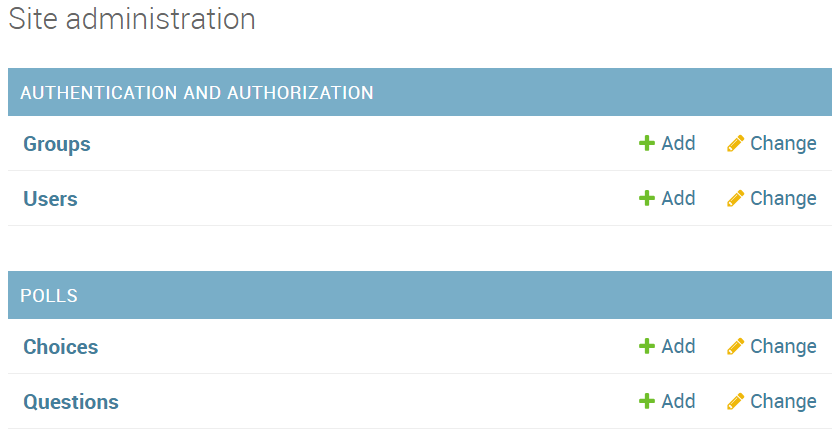 Site administration
AUTHENTICATION AND AUTHORIZATION
Groups Add Change
Users Add Change
POLLS
Choices Add Change
Questions Add Change